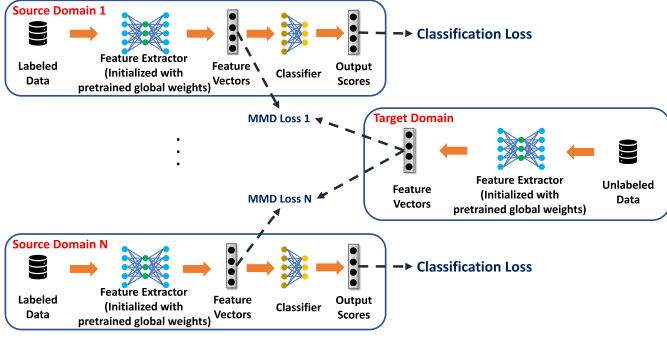 Source Domain 1
Labeled
Data
Feature Extractor
(Initialized with
pretrained global weights)
Feature
Vectors
Classifier
Output
Scores
Classification Loss
MMD Loss 1
Target Domain
Feature
Vectors
Feature Extractor
(Initialized with
pretrained global weights)
Unlabeled
Data
MMD Loss N
Source Domain N
Labeled
Data
Feature Extractor
(Initialized with
pretrained global weights)
Feature
Vectors
Classifier
Output
Scores
Classification Loss